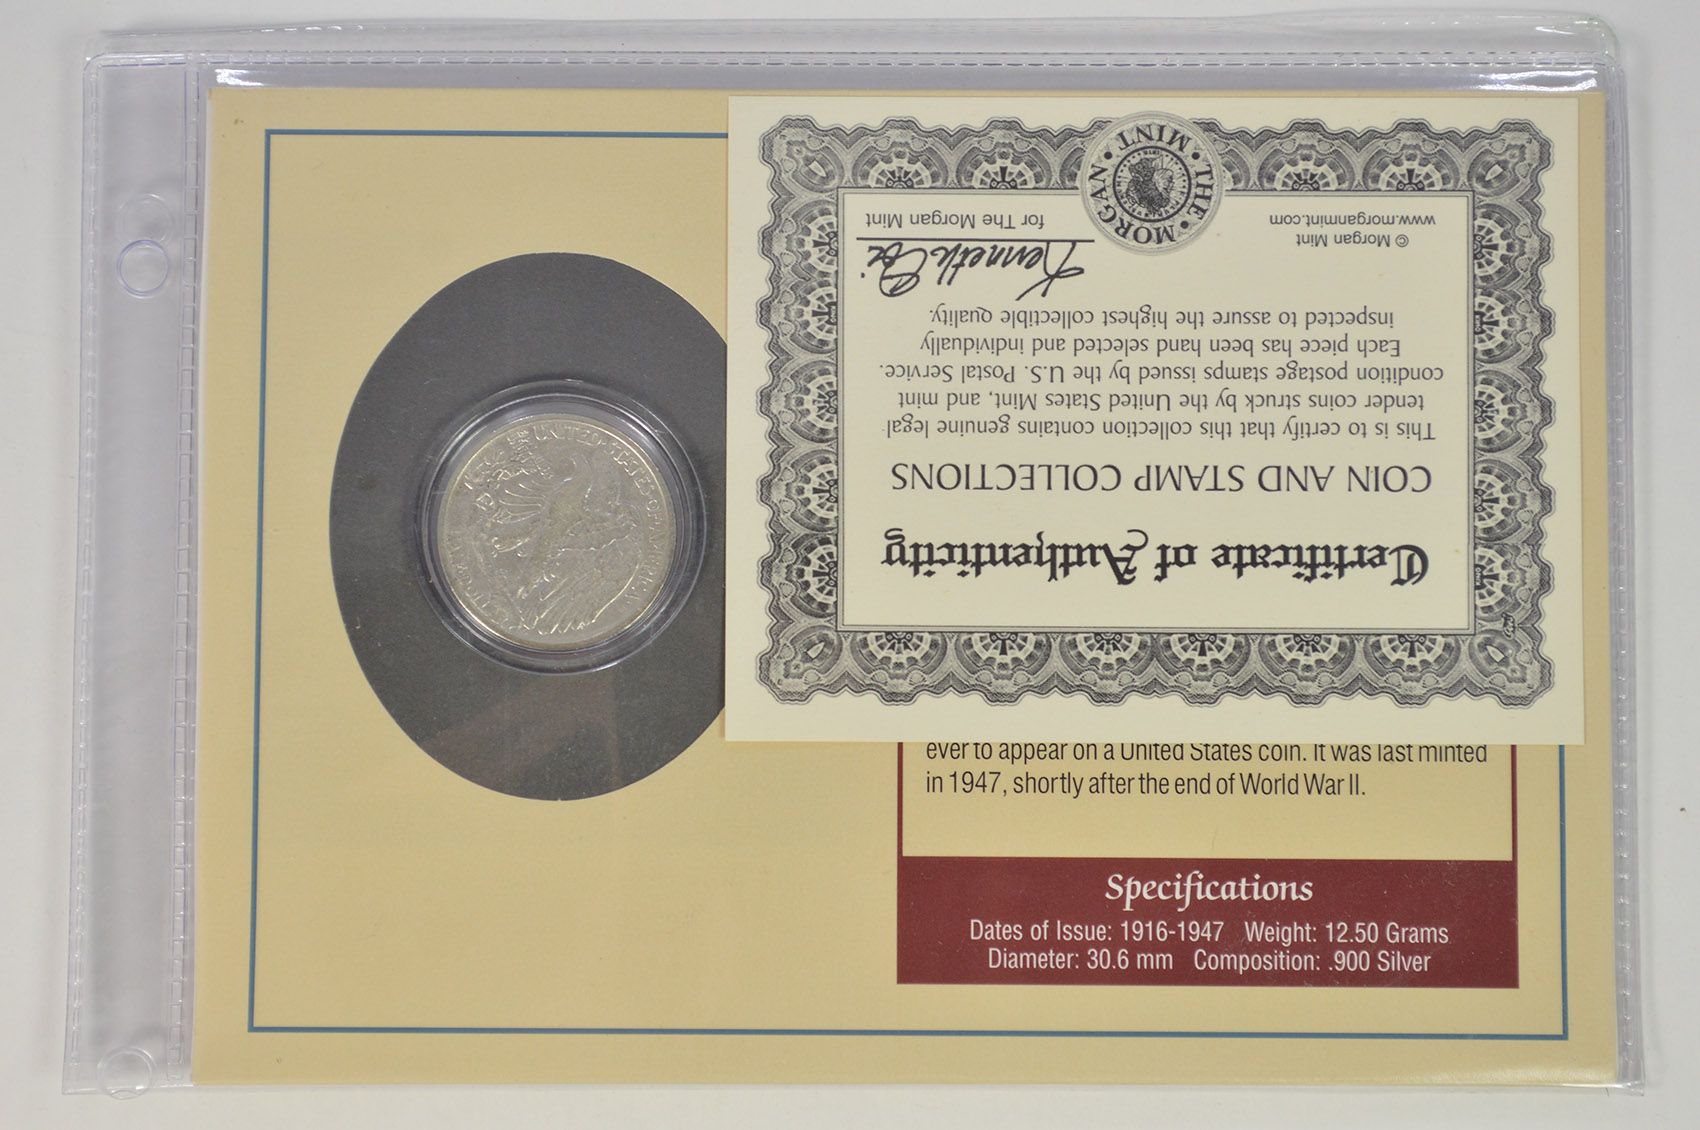 Certificate of Authenticity
COIN AND STAMP COLLECTIONS
This is to certify that this collection contains genuine legal
tender coins struck by the United States Mint, and mint
condition postage stamps issued by the U.S. Postal Service.
Each piece has been hand selected and individually
inspected to assure the highest collectible quality.
© Morgan Mint
www.morganmint.com
THE MORGAN MINT
Kenneth
for The Morgan Mint
UNITED STATES OF AMERICA
ever to appear on a United States coin. It was last minted
in 1947, shortly after the end of World War II.
Specifications
Dates of Issue: 1916-1947 Weight: 12.50 Grams
Diameter: 30.6 mm Composition: .900 Silver